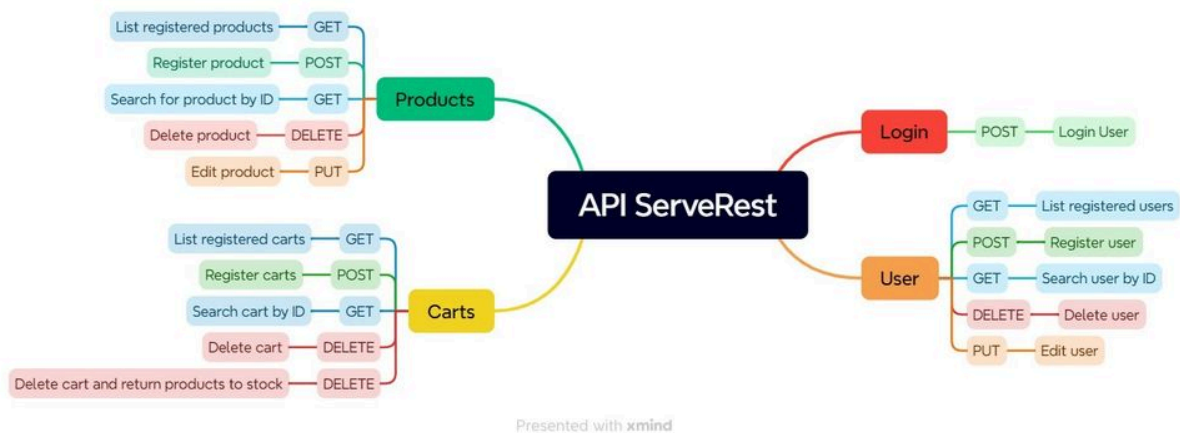 API ServeRest
Products
List registered products GET
Register product POST
Search for product by ID GET
Delete product DELETE
Edit product PUT
Carts
List registered carts GET
Register carts POST
Search cart by ID GET
Delete cart DELETE
Delete cart and return products to stock DELETE
Login POST Login User
User
GET List registered users
POST Register user
GET Search user by ID
DELETE Delete user
PUT Edit user
Presented with xmind